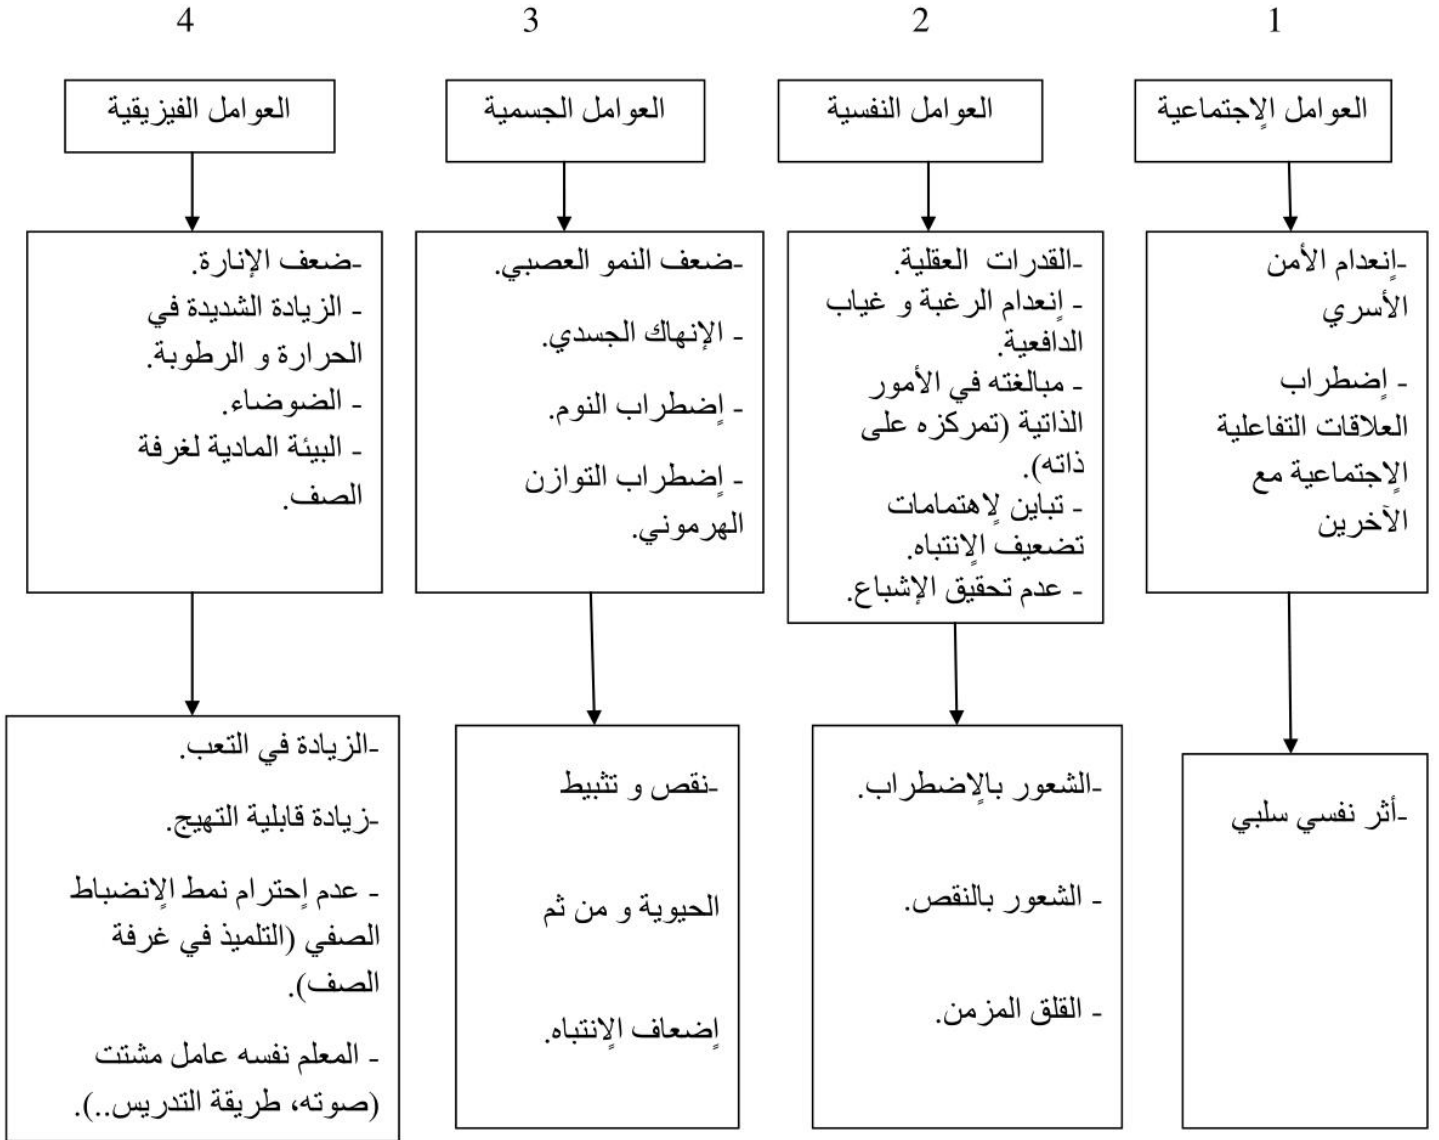 1
2
3
4
العوامل الإجتماعية
العوامل النفسية
العوامل الجسمية
العوامل الفيزيقية
-إنعدام الأمن
الأسري
- إضطراب
العلاقات التفاعلية
الإجتماعية مع
الآخرين
-القدرات العقلية.
- إنعدام الرغبة و غياب
الدافعية.
- مبالغته في الأمور
الذاتية (تمركزه على
ذاته).
- تباين لإهتمامات
تضعيف الإنتباه.
- عدم تحقيق الإشباع.
-ضعف النمو العصبي.
- الإنهاك الجسدي.
- إضطراب النوم.
- إضطراب التوازن
الهرموني.
-ضعف الإنارة.
- الزيادة الشديدة في
الحرارة و الرطوبة.
- الضوضاء.
- البيئة المادية لغرفة
الصف.
-أثر نفسي سلبي
-الشعور بالإضطراب.
- الشعور بالنقص.
- القلق المزمن.
-نقص و تثبيط
الحيوية و من ثم
إضعاف الإنتباه.
-الزيادة في التعب.
-زيادة قابلية التهيج.
- عدم إحترام نمط الإنضباط
الصفي (التلميذ في غرفة
الصف).
- المعلم نفسه عامل مشتت
(صوته، طريقة التدريس..).